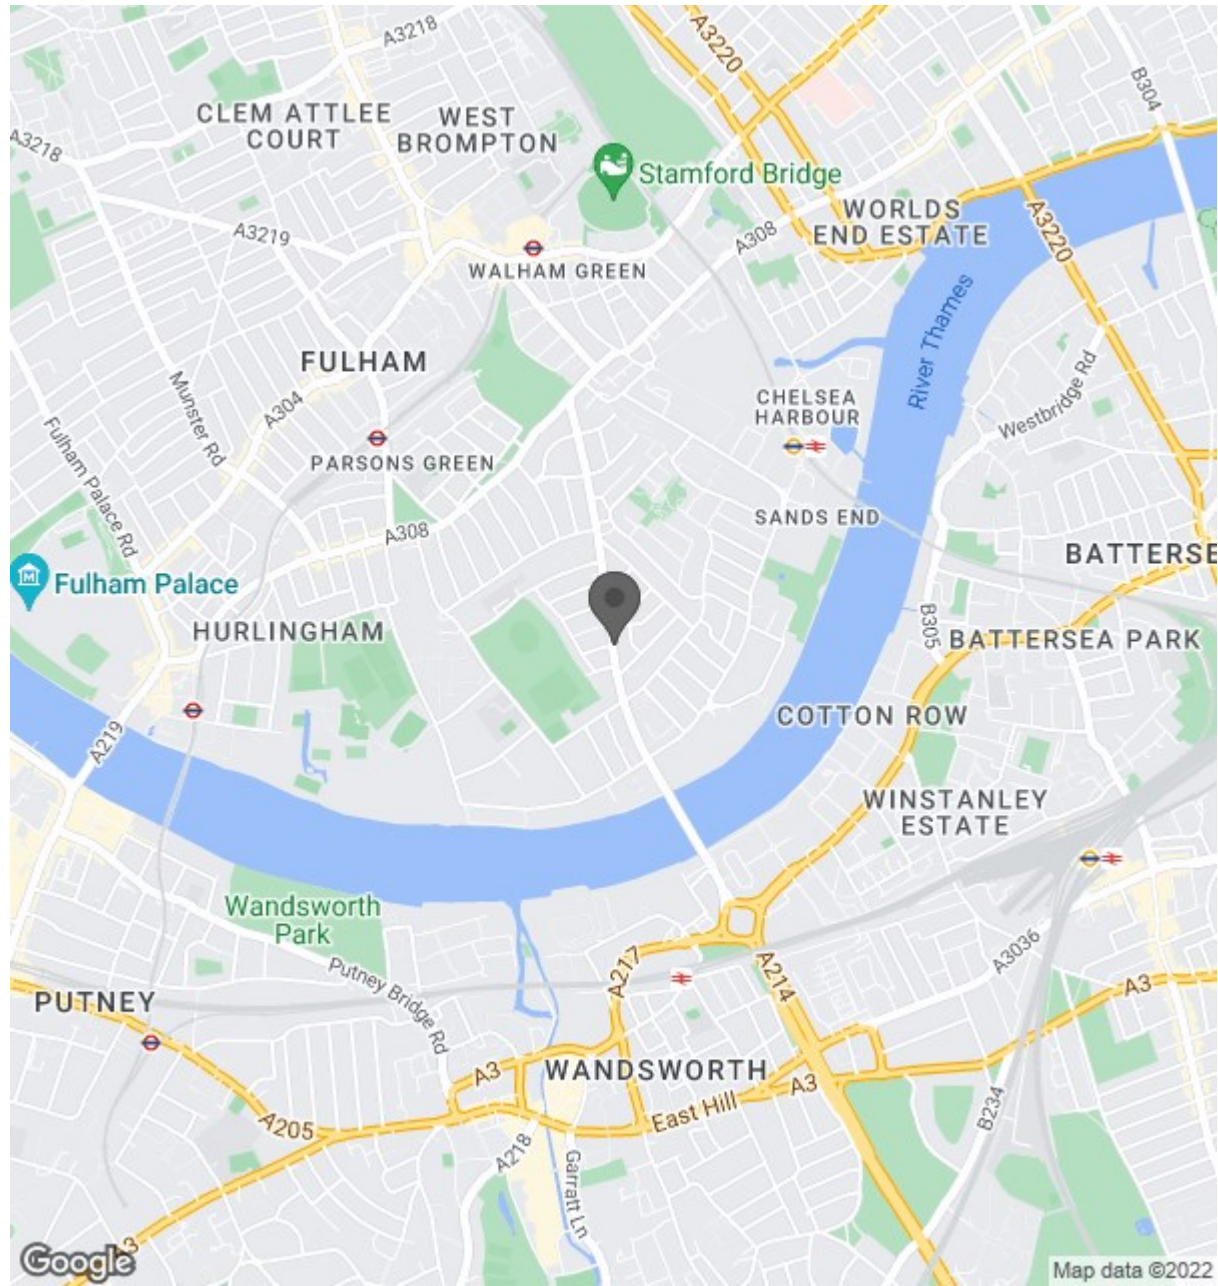 A3218
A3220
B304
CLEM ATTLEE
COURT
WEST
BROMPTON
A3218
Stamford Bridge
WORLDS
END ESTATE
A3219
A308
A3220
WALHAM GREEN
River Thames
FULHAM
Munster Rd
A304
CHELSEA
HARBOUR
Westbridge Rd
Fulham Palace Rd
PARSONS GREEN
A308
SANDS END
BATTERSE
Fulham Palace
HURLINGHAM
B305
BATTERSEA PARK
A219
COTTON ROW
WINSTANLEY
ESTATE
Wandsworth
Park
Putney Bridge Rd
A217
A214
A3036
A3
PUTNEY
A3
WANDSWORTH
A3
East Hill
A205
A218
B234
Garratt Ln
A3
Google
Map data ©2022